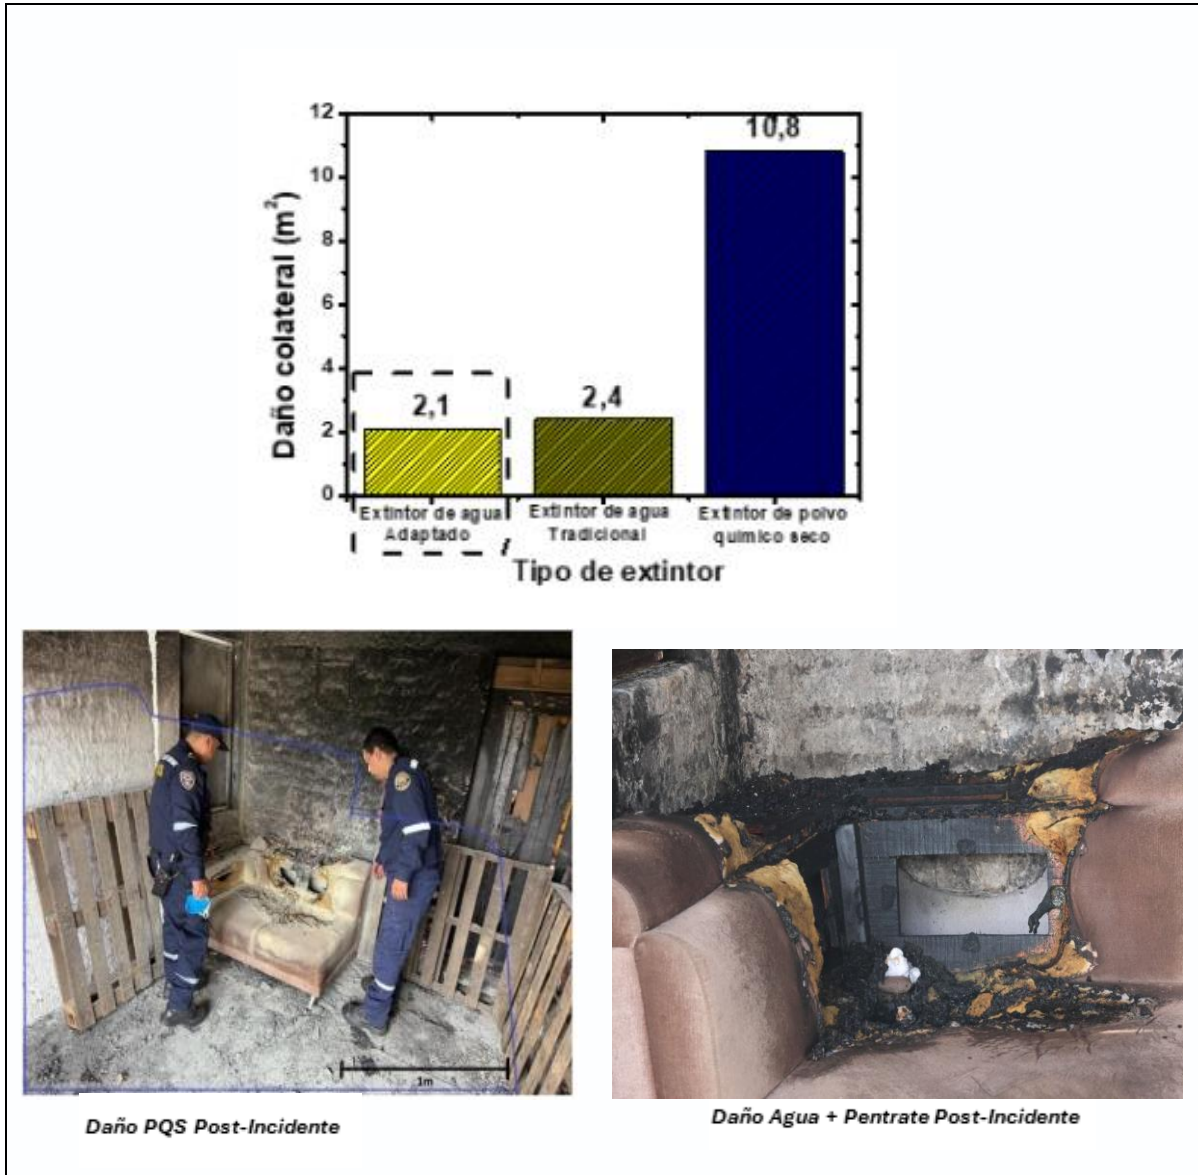 12
10,8
10
Daño colateral (m²)
8
6
4
2,1
2,4
2
0
Extintor de agua
Adaptado
Extintor de agua
Tradicional
Extintor de polvo
químico seco
Tipo de extintor
1m
Daño PQS Post-Incidente
Daño Agua + Pentrate Post-Incidente